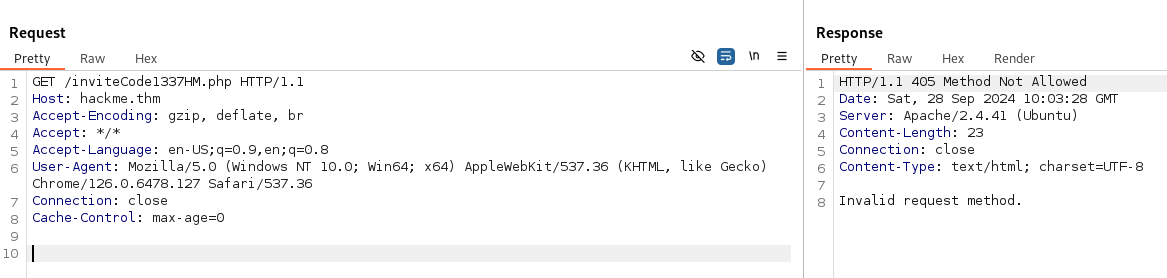 Request
Pretty Raw Hex \n
1 GET /inviteCode1337HM.php HTTP/1.1
2 Host: hackme.thm
3 Accept-Encoding: gzip, deflate, br
4 Accept: */*
5 Accept-Language: en-US;q=0.9,en;q=0.8
6 User-Agent: Mozilla/5.0 (Windows NT 10.0; Win64; x64) AppleWebKit/537.36 (KHTML, like Gecko)
Chrome/126.0.6478.127 Safari/537.36
7 Connection: close
8 Cache-Control: max-age=0
9
10
Response
Pretty Raw Hex Render
1 HTTP/1.1 405 Method Not Allowed
2 Date: Sat, 28 Sep 2024 10:03:28 GMT
3 Server: Apache/2.4.41 (Ubuntu)
4 Content-Length: 23
5 Connection: close
6 Content-Type: text/html; charset=UTF-8
7
8 Invalid request method.